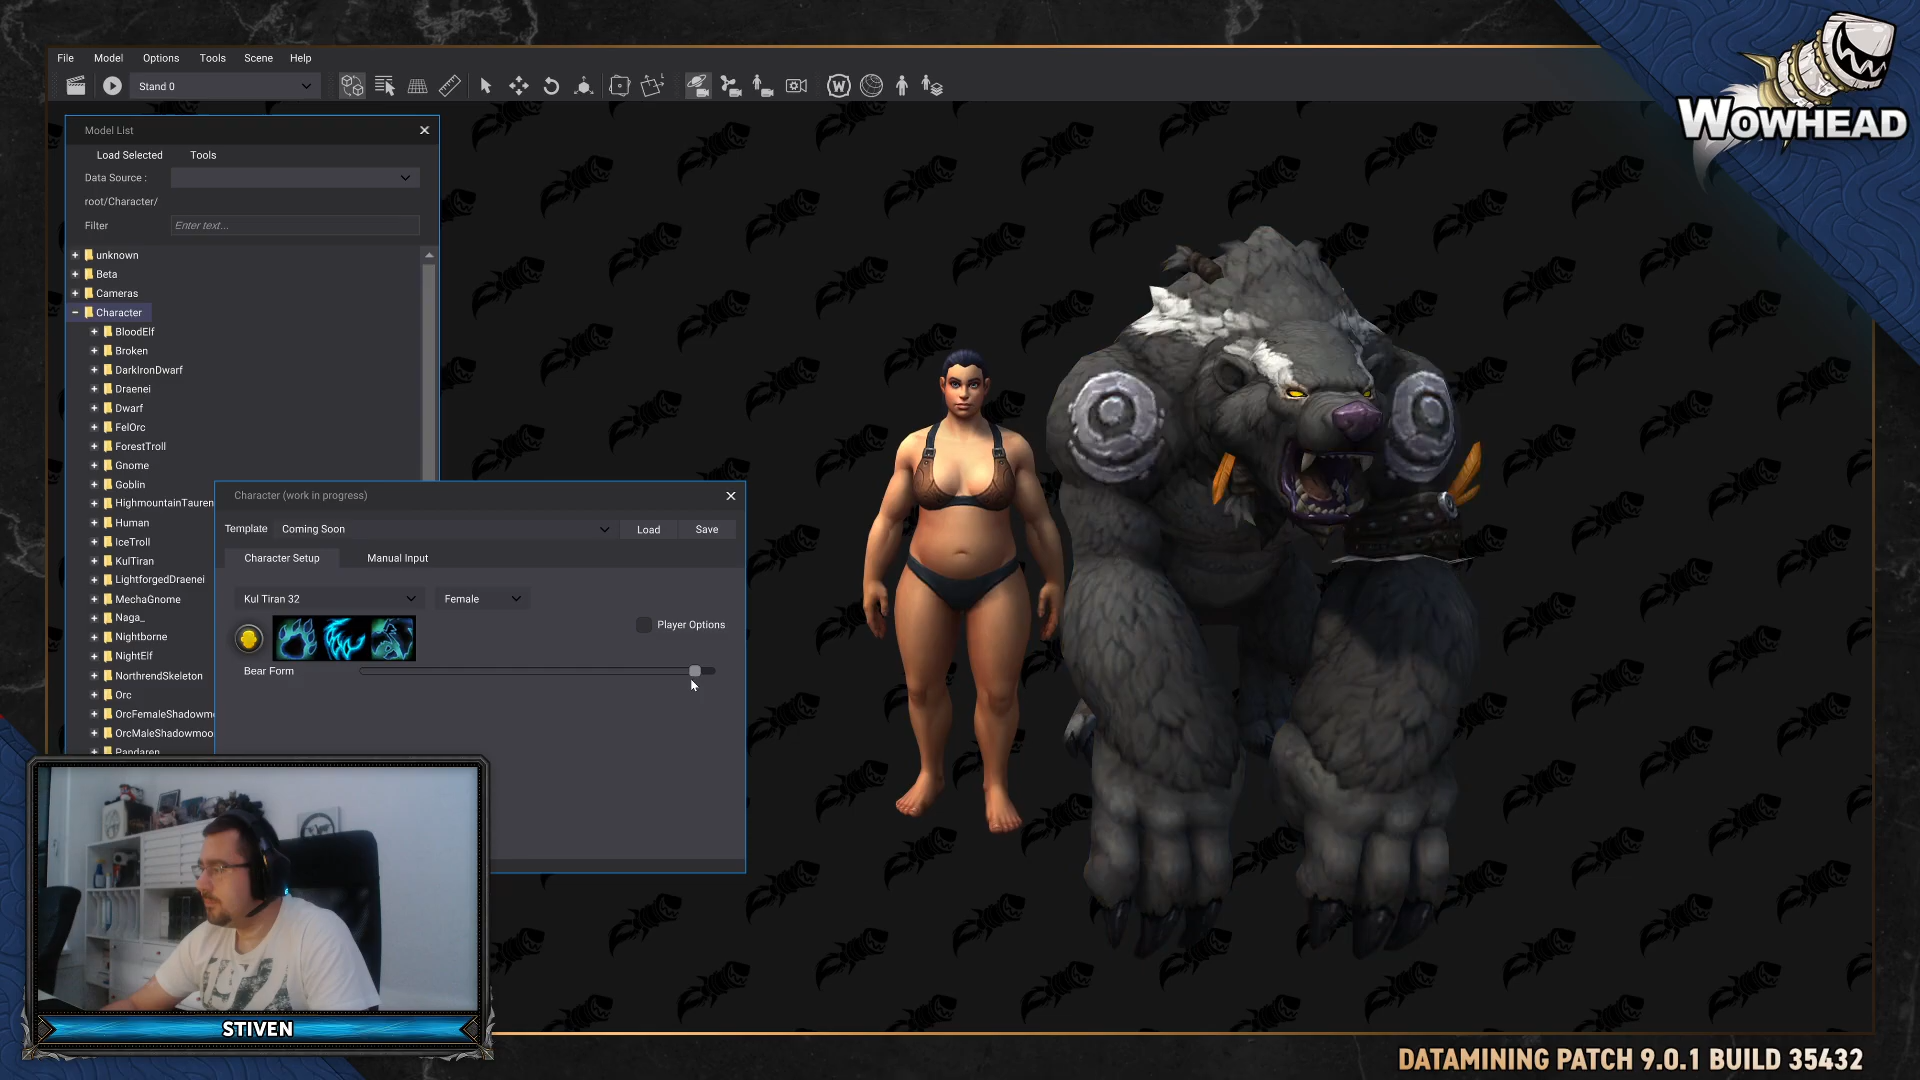 File Model Options Tools Scene Help
Stand 0
Model List
Load Selected Tools
Data Source :
root/Character/
Filter Enter text...
unknown
Beta
Cameras
Character
BloodElf
Broken
DarkIronDwarf
Draenei
Dwarf
FelOrc
ForestTroll
Gnome
Goblin
HighmountainTauren
Human
IceTroll
KulTiran
LightforgedDraenei
MechaGnome
Naga_
Nightborne
NightElf
NorthrendSkeleton
Orc
OrcFemaleShadowm
OrcMaleShadowmoo
Pandaren
Character (work in progress)
Template Coming Soon Load Save
Character Setup Manual Input
Kul Tiran 32 Female
Player Options
Bear Form
WOWHEAD
STIVEN
DATAMINING PATCH 9.0.1 BUILD 35432